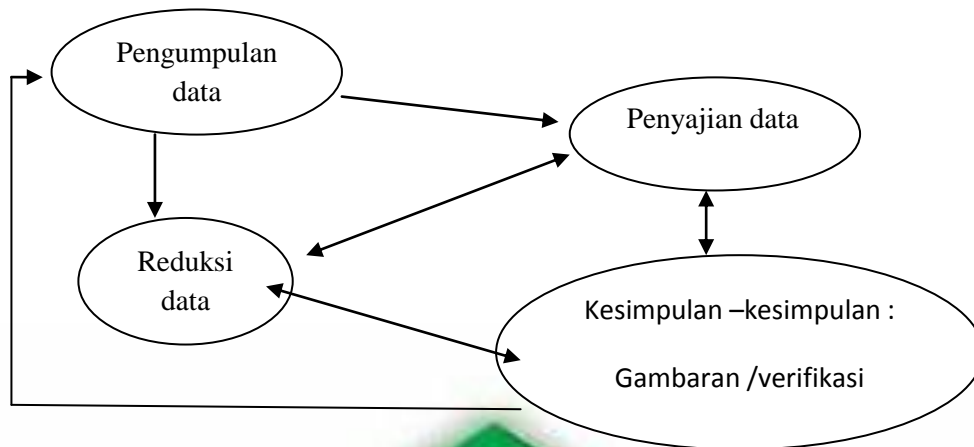 Pengumpulan
data
Penyajian data
Reduksi
data
Kesimpulan –kesimpulan :
Gambaran /verifikasi